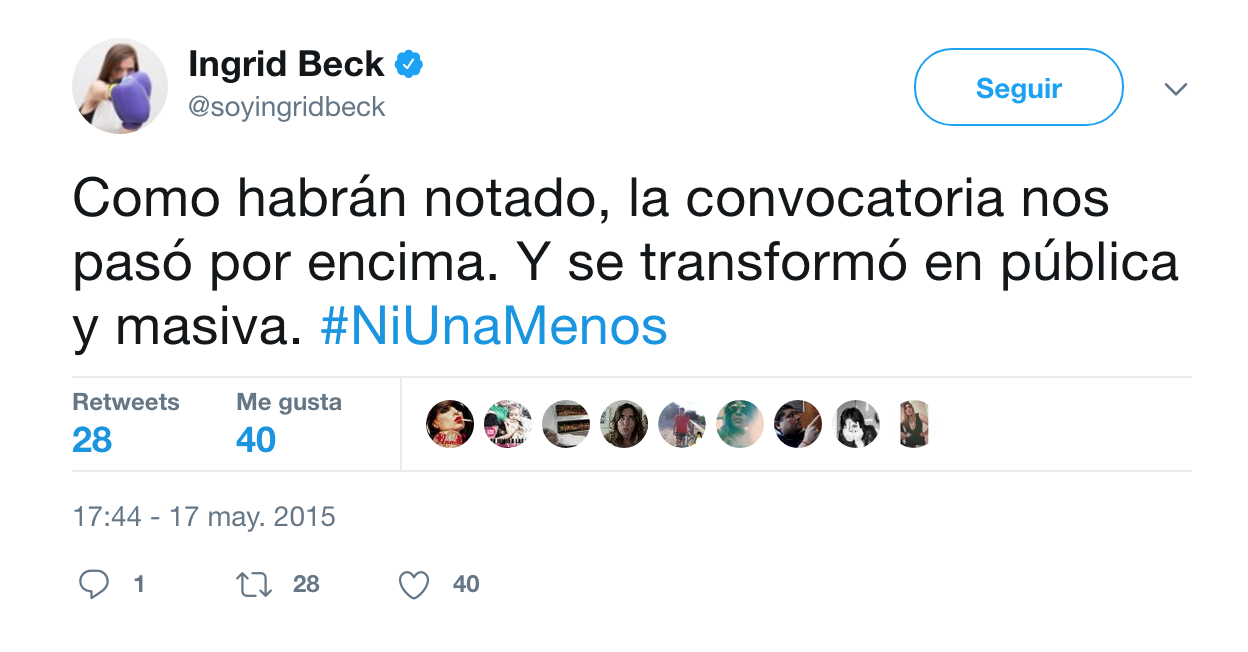 Ingrid Beck
@soyingridbeck
Seguir
Como habrán notado, la convocatoria nos
pasó por encima. Y se transformó en pública
y masiva. #NiUnaMenos
Retweets
28
Me gusta
40
17:44 - 17 may. 2015
1
28
40